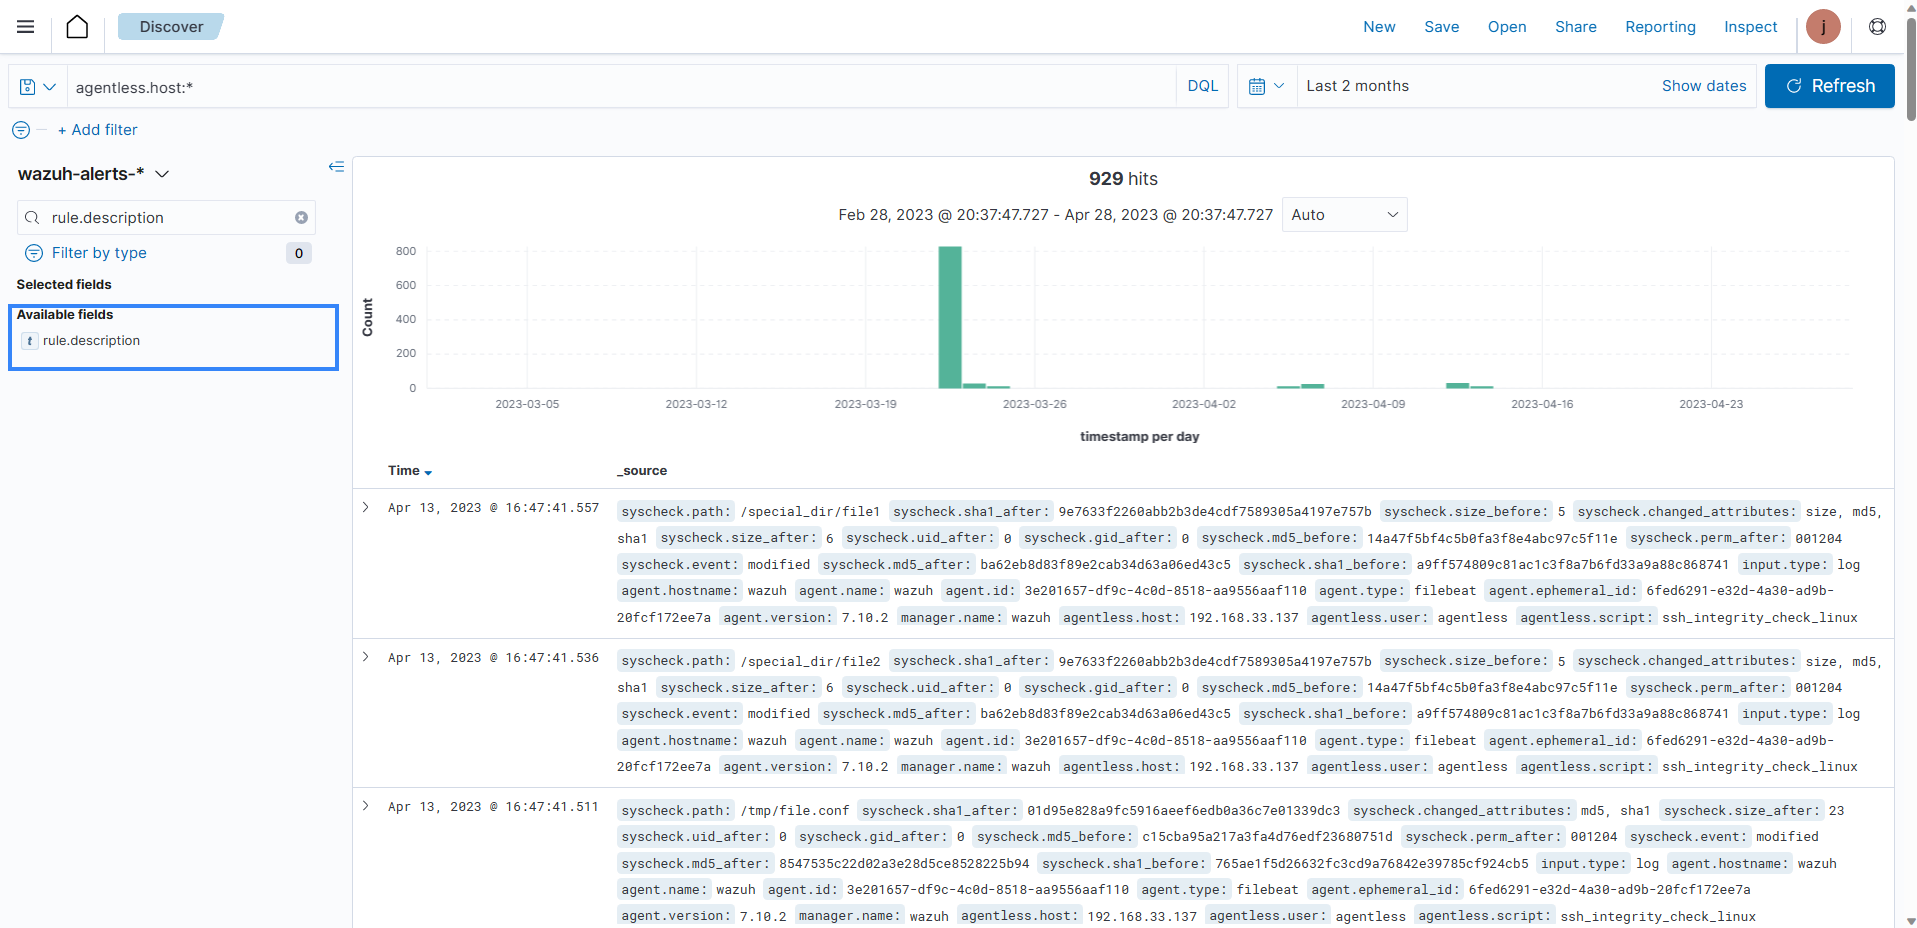 Discover New Save Open Share Reporting Inspect j
agentless.host:* DQL Last 2 months Show dates Refresh
+ Add filter
wazuh-alerts-*
rule.description
Filter by type 0
Selected fields
Available fields
t rule.description
929 hits
Feb 28, 2023 @ 20:37:47.727 - Apr 28, 2023 @ 20:37:47.727 Auto
800
600
400
200
0
Count
2023-03-05 2023-03-12 2023-03-19 2023-03-26 2023-04-02 2023-04-09 2023-04-16 2023-04-23
timestamp per day
Time _source
Apr 13, 2023 @ 16:47:41.557 syscheck.path: /special_dir/file1 syscheck.sha1_after: 9e7633f2260abb2b3de4cdf7589305a4197e757b syscheck.size_before: 5 syscheck.changed_attributes: size, md5,
sha1 syscheck.size_after: 6 syscheck.uid_after: 0 syscheck.gid_after: 0 syscheck.md5_before: 14a47f5bf4c5b0fa3f8e4abc97c5f11e syscheck.perm_after: 001204
syscheck.event: modified syscheck.md5_after: ba62eb8d83f89e2cab34d63a06ed43c5 syscheck.sha1_before: a9ff574809c81ac1c3f8a7b6fd33a9a88c868741 input.type: log
agent.hostname: wazuh agent.name: wazuh agent.id: 3e201657-df9c-4c0d-8518-aa9556aaf110 agent.type: filebeat agent.ephemeral_id: 6fed6291-e32d-4a30-ad9b-
20fcf172ee7a agent.version: 7.10.2 manager.name: wazuh agentless.host: 192.168.33.137 agentless.user: agentless agentless.script: ssh_integrity_check_linux
Apr 13, 2023 @ 16:47:41.536 syscheck.path: /special_dir/file2 syscheck.sha1_after: 9e7633f2260abb2b3de4cdf7589305a4197e757b syscheck.size_before: 5 syscheck.changed_attributes: size, md5,
sha1 syscheck.size_after: 6 syscheck.uid_after: 0 syscheck.gid_after: 0 syscheck.md5_before: 14a47f5bf4c5b0fa3f8e4abc97c5f11e syscheck.perm_after: 001204
syscheck.event: modified syscheck.md5_after: ba62eb8d83f89e2cab34d63a06ed43c5 syscheck.sha1_before: a9ff574809c81ac1c3f8a7b6fd33a9a88c868741 input.type: log
agent.hostname: wazuh agent.name: wazuh agent.id: 3e201657-df9c-4c0d-8518-aa9556aaf110 agent.type: filebeat agent.ephemeral_id: 6fed6291-e32d-4a30-ad9b-
20fcf172ee7a agent.version: 7.10.2 manager.name: wazuh agentless.host: 192.168.33.137 agentless.user: agentless agentless.script: ssh_integrity_check_linux
Apr 13, 2023 @ 16:47:41.511 syscheck.path: /tmp/file.conf syscheck.sha1_after: 01d95e828a9fc5916aeef6edb0a36c7e01339dc3 syscheck.changed_attributes: md5, sha1 syscheck.size_after: 23
syscheck.uid_after: 0 syscheck.gid_after: 0 syscheck.md5_before: c15cba95a217a3fa4d76edf23680751d syscheck.perm_after: 001204 syscheck.event: modified
syscheck.md5_after: 8547535c22d02a3e28d5ce8528225b94 syscheck.sha1_before: 765ae1f5d26632fc3cd9a76842e39785cf924cb5 input.type: log agent.hostname: wazuh
agent.name: wazuh agent.id: 3e201657-df9c-4c0d-8518-aa9556aaf110 agent.type: filebeat agent.ephemeral_id: 6fed6291-e32d-4a30-ad9b-20fcf172ee7a
agent.version: 7.10.2 manager.name: wazuh agentless.host: 192.168.33.137 agentless.user: agentless agentless.script: ssh_integrity_check_linux